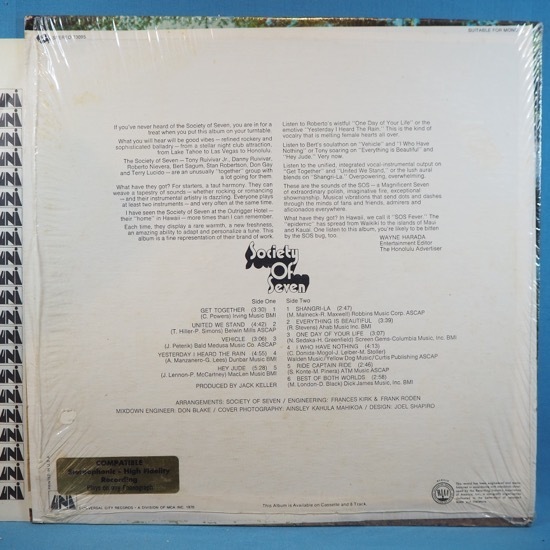 SUITABLE FOR MONO
If you've never heard of the Society of Seven, you are in for a
treat when you put this album on your turntable.
What you will hear will be good vibes – refined rockery and
sophisticated balladry – from a stellar night club attraction,
from Lake Tahoe to Las Vegas to Honolulu.
The Society of Seven – Tony Ruivivar Jr., Danny Ruivivar,
Roberto Nievera, Bert Sagum, Stan Robertson, Don Gay
and Terry Lucido – are an unusually "together" group with
a lot going for them.
What have they got? For starters, a taut harmony. They can
weave a tapestry of sounds – whether rocking or romancing
– and their instrumental artistry is dazzling. Everyone plays
at least two instruments – and very often at the same time.
I have seen the Society of Seven at the Outrigger Hotel –
their "home" in Hawaii – more times than I can remember.
Each time, they display a rare warmth, a new freshness,
an amazing ability to adapt and personalize a tune. This
album is a fine representation of their brand of work.
Listen to Roberto's wistful "One Day of Your Life" or the
emotive "Yesterday I Heard The Rain." This is the kind of
vocalry that is melting female hearts all over.
Listen to Bert's soulthon on "Vehicle" and "I Who Have
Nothing" or Tony soaring on "Everything is Beautiful" and
"Hey Jude." Very now.
Listen to the unified, integrated vocal-instrumental output on
"Get Together" and "United We Stand," or the lush aural
blends on "Shangri-La." Overpowering, overwhelming.
These are the sounds of the SOS – a Magnificent Seven
of extraordinary polish, imaginative fire, exceptional
showmanship. Musical vibrations that send dots and dashes
through the minds of fans and friends, admirers and
aficionados everywhere.
What have they got? In Hawaii, we call it "SOS Fever." The
"epidemic" has spread from Waikiki to the islands of Maui
and Kauai. One listen to this album, you're likely to be bitten
by the SOS bug, too.
WAYNE HARADA
Entertainment Editor
The Honolulu Advertiser
Society
Of
Seven
Side One
GET TOGETHER (3:30) 1
(C. Powers) Irving Music BMI
UNITED WE STAND (4:42) 2
(T. Hiller-P. Simons) Belwin Mills ASCAP
VEHICLE (3:06) 3
(J. Peterik) Bald Medusa Music Co. ASCAP
YESTERDAY I HEARD THE RAIN (4:55) 4
(A. Manzanero-G. Lees) Dunbar Music BMI
HEY JUDE (5:28) 5
(J. Lennon-P. McCartney) MacLen Music BMI
PRODUCED BY JACK KELLER
Side Two
1 SHANGRI-LA (2:47)
(M. Malneck-R. Maxwell) Robbins Music Corp. ASCAP
2 EVERYTHING IS BEAUTIFUL (3:39)
(R. Stevens) Ahab Music Inc. BMI
3 ONE DAY OF YOUR LIFE (3:07)
(N. Sedaka-H. Greenfield) Screen Gems-Columbia Music Inc. BMI
4 I WHO HAVE NOTHING (4:13)
(C. Donida-Mogol-J. Leiber-M. Stoller)
Walden Music/Yellow Dog Music/Curtis Publishing ASCAP
5 RIDE CAPTAIN RIDE (2:46)
(S. Konte-M. Pinera) ATM Music ASCAP
6 BEST OF BOTH WORLDS (2:56)
(M. London-D. Black) Dick James Music, Inc. BMI
ARRANGEMENTS: SOCIETY OF SEVEN / ENGINEERING: FRANCES KIRK & FRANK RODEN
MIXDOWN ENGINEER: DON BLAKE / COVER PHOTOGRAPHY: AINSLEY KAHULA MAHIKOA / DESIGN: JOEL SHAPIRO
COMPATIBLE
Stereophonic - High Fidelity
Recording
UNI
UNIVERSAL CITY RECORDS – A DIVISION OF MCA INC. 1970
This Album is Available on Cassette and 8 Track